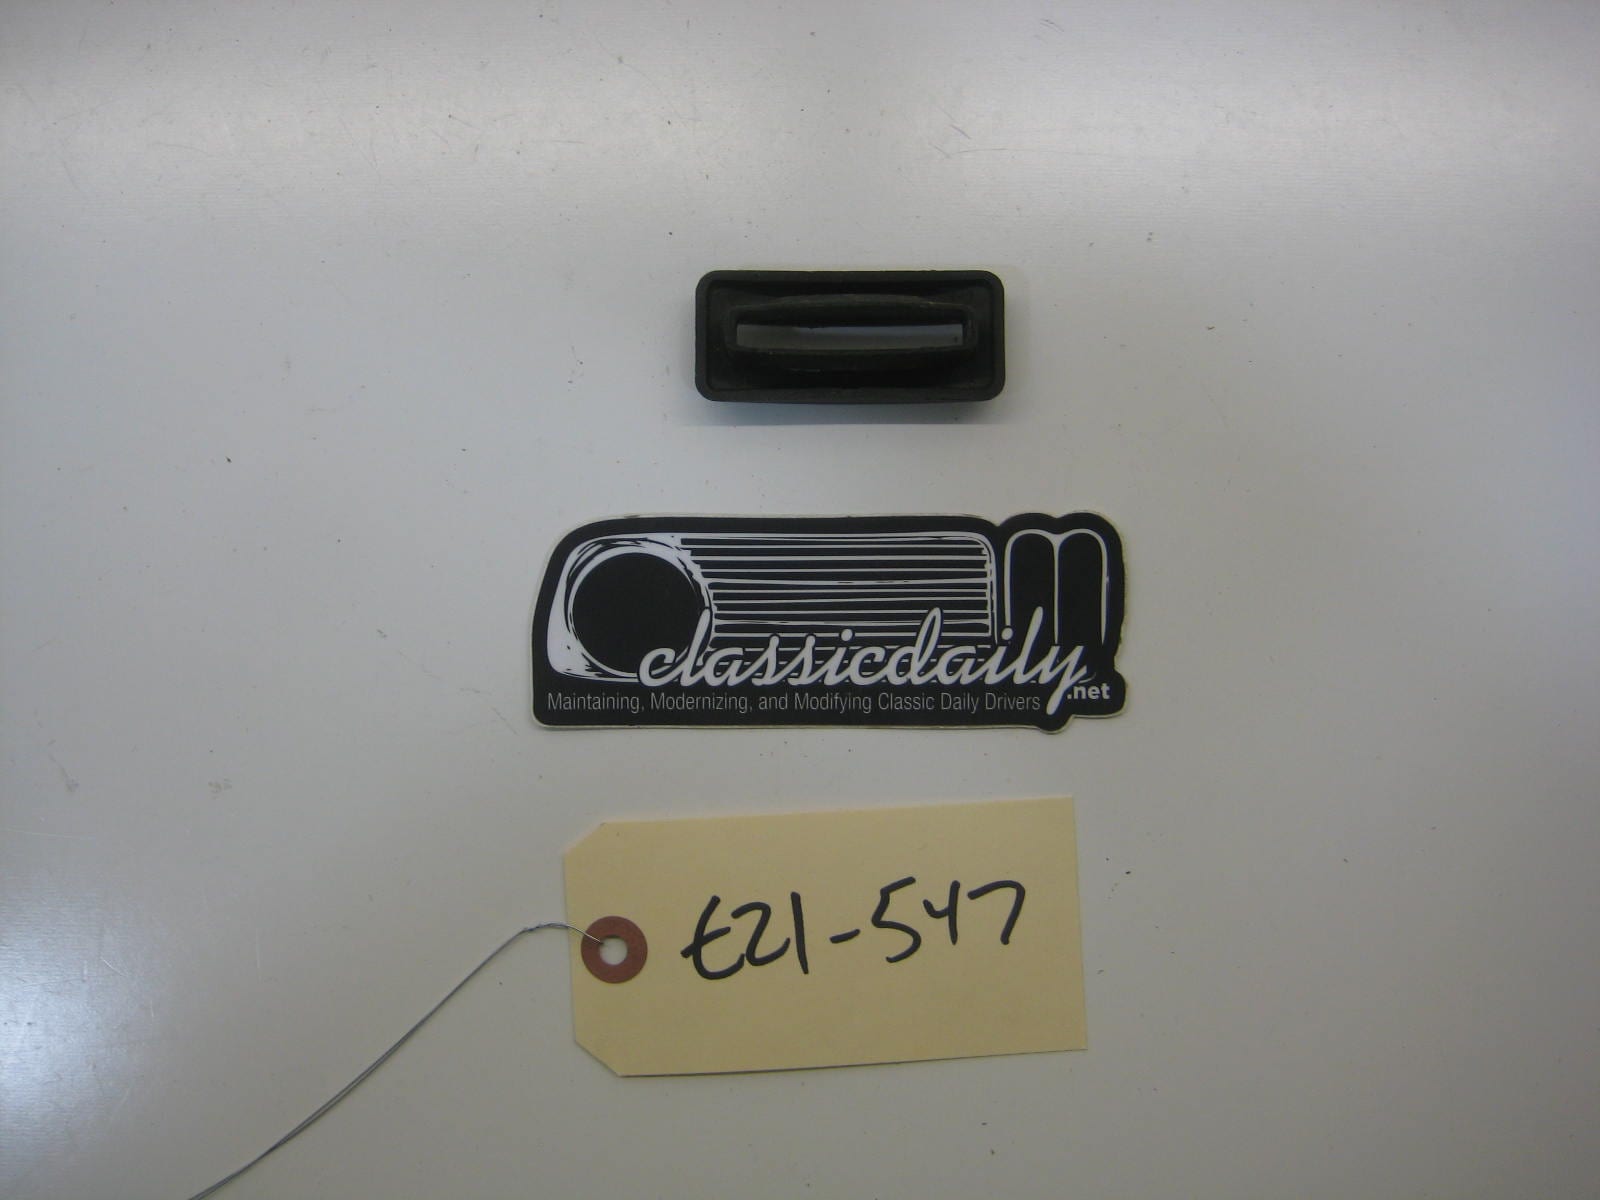 classicdaily
.net
Maintaining, Modernizing, and Modifying Classic Daily Drivers
E21-547